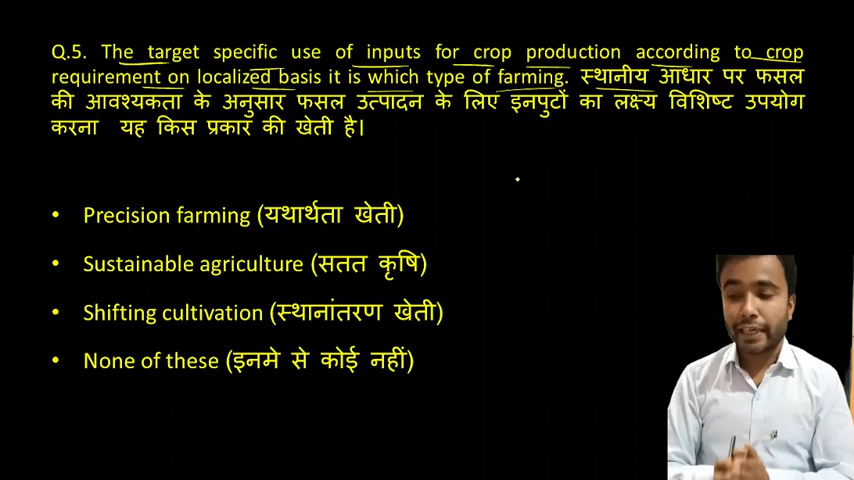 Q.5. The target specific use of inputs for crop production according to crop
requirement on localized basis it is which type of farming. स्थानीय आधार पर फसल
की आवश्यकता के अनुसार फसल उत्पादन के लिए इनपुटों का लक्ष्य विशिष्ट उपयोग
करना यह किस प्रकार की खेती है।
• Precision farming (यथार्थता खेती)
• Sustainable agriculture (सतत कृषि)
• Shifting cultivation (स्थानांतरण खेती)
• None of these (इनमे से कोई नहीं)